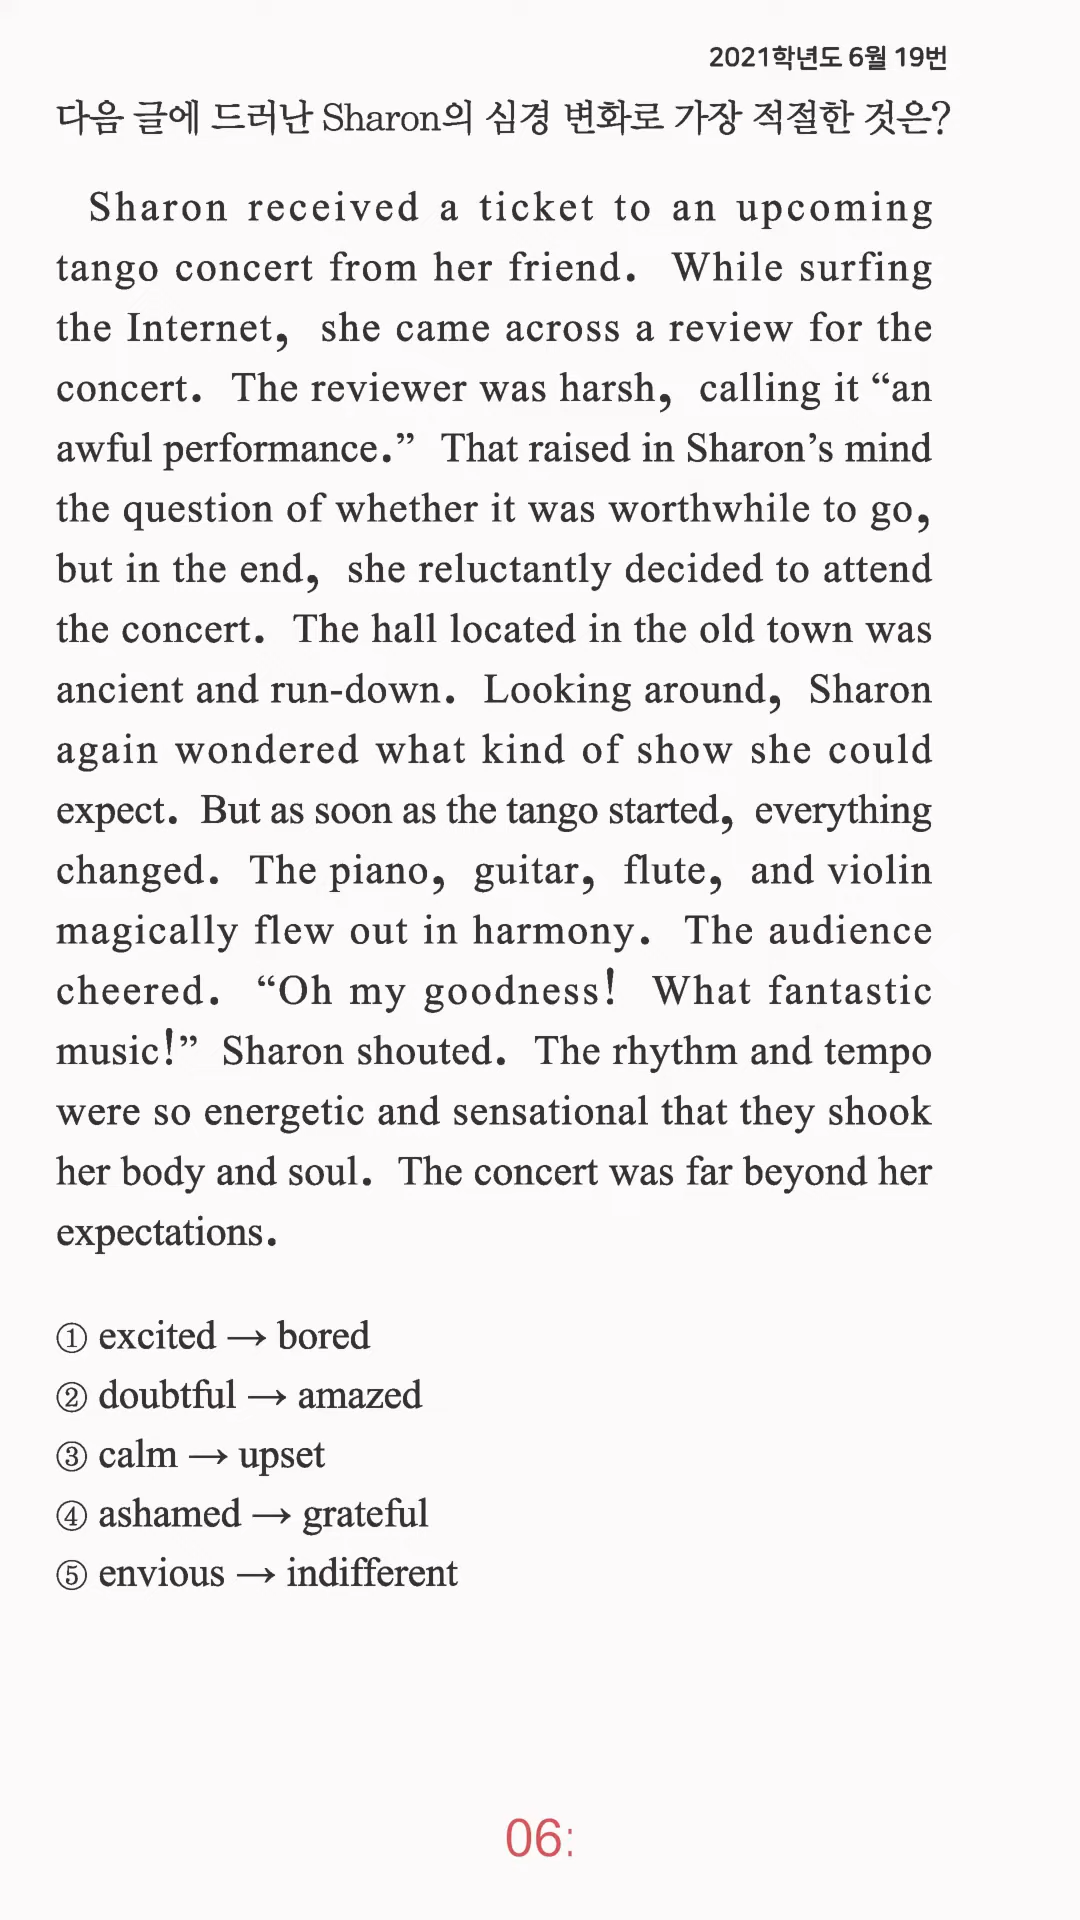 2021학년도 6월 19번
다음 글에 드러난 Sharon의 심경 변화로 가장 적절한 것은?
Sharon received a ticket to an upcoming
tango concert from her friend. While surfing
the Internet, she came across a review for the
concert. The reviewer was harsh, calling it “an
awful performance.” That raised in Sharon’s mind
the question of whether it was worthwhile to go,
but in the end, she reluctantly decided to attend
the concert. The hall located in the old town was
ancient and run-down. Looking around, Sharon
again wondered what kind of show she could
expect. But as soon as the tango started, everything
changed. The piano, guitar, flute, and violin
magically flew out in harmony. The audience
cheered. “Oh my goodness! What fantastic
music!” Sharon shouted. The rhythm and tempo
were so energetic and sensational that they shook
her body and soul. The concert was far beyond her
expectations.
① excited → bored
② doubtful → amazed
③ calm → upset
④ ashamed → grateful
⑤ envious → indifferent
06: